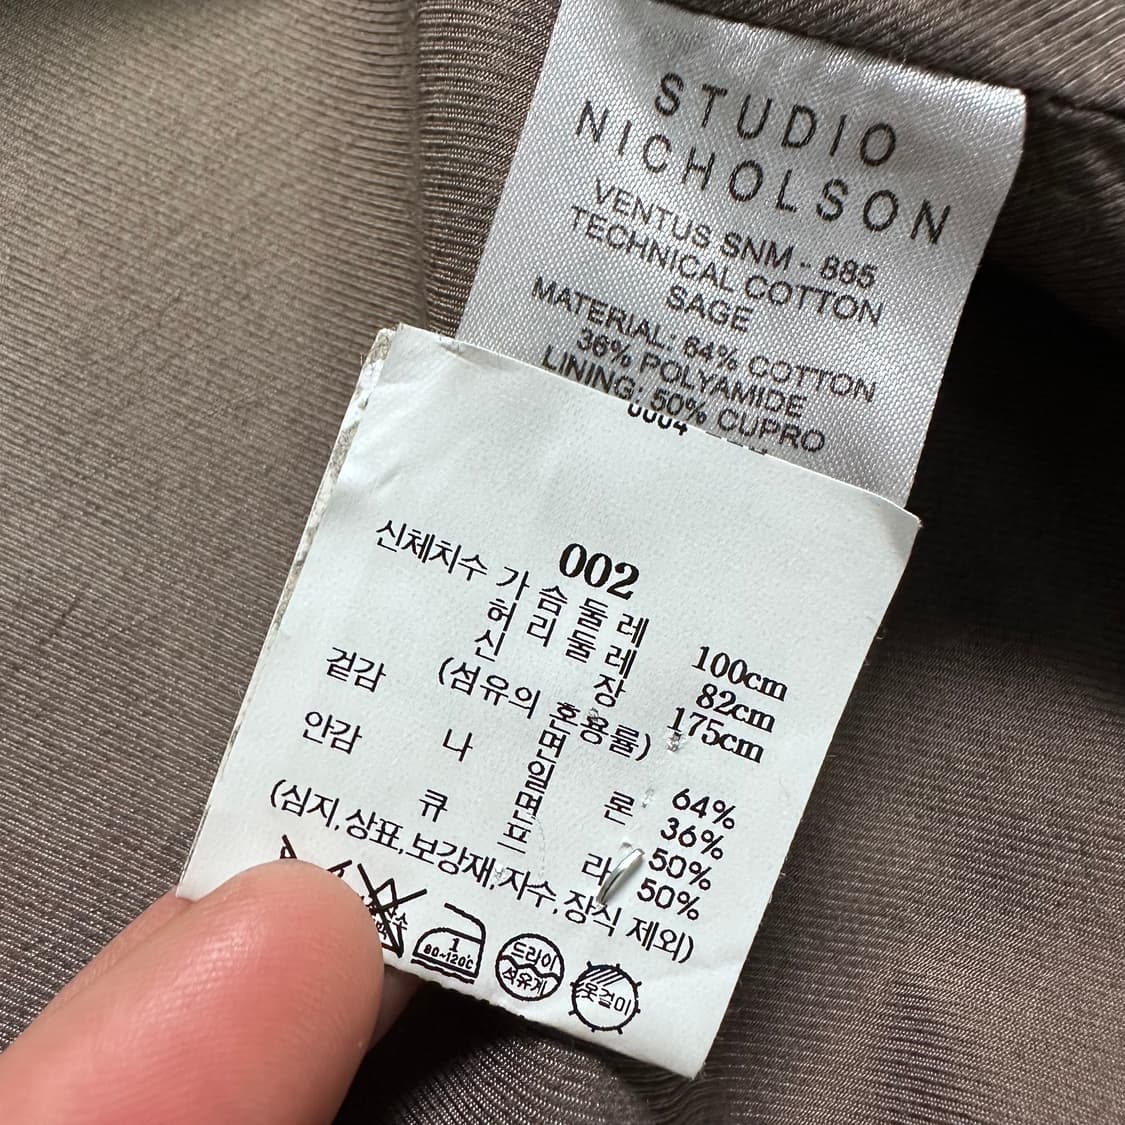 STUDIO
NICHOLSON
VENTUS SNM - 885
TECHNICAL COTTON
SAGE
MATERIAL: 64% COTTON
36% POLYAMIDE
LINING: 50% CUPRO
0004
002
신체치수 가슴둘레 100cm
허리둘레 82cm
신장 175cm
겉감 (섬유의 혼용률)
면 64%
나일론 36%
안감 면 50%
큐프라 50%
(심지,상표,보강재,자수,장식 제외)
1
80~120℃
드라이
석유계
옷걸이